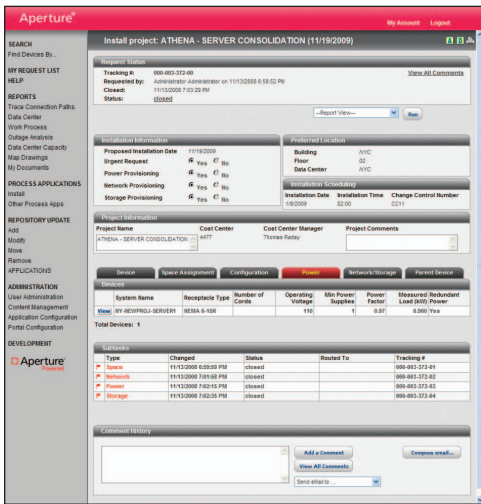 Aperture
My Account Logout
SEARCH
Find Devices By...
MY REQUEST LIST
HELP
REPORTS
Trace Connection Paths
Data Center
Work Process
Outage Analysis
Data Center Capacity
Map Drawings
My Documents
PROCESS APPLICATIONS
Install
Other Process Apps
REPOSITORY UPDATE
Add
Modify
Move
Remove
APPLICATIONS
ADMINISTRATION
User Administration
Content Management
Application Configuration
Portal Configuration
DEVELOPMENT
Aperture
Powered
Install project: ATHENA - SERVER CONSOLIDATION (11/19/2009)
Request Status
Tracking #: 000-003-372-00 View All Comments
Requested by: Administrator Administrator on 11/13/2008 6:58:52 PM
Closed: 11/13/2008 7:03:29 PM
Status: closed
--Report View-- Run
Installation Information
Proposed Installation Date 11/19/2009
Urgent Request Yes No
Power Provisioning Yes No
Network Provisioning Yes No
Storage Provisioning Yes No
Preferred Location
Building NYC
Floor 02
Data Center NYC
Installation Scheduling
Installation Date Installation Time Change Control Number
1/8/2009 02:00 CC11
Project Information
Project Name Cost Center Cost Center Manager Project Comments
ATHENA - SERVER CONSOLIDATION 4477 Thomas Raday
Device Space Assignment Configuration Power Network/Storage Parent Device
Devices
System Name Receptacle Type Number of Cords Operating Voltage Min Power Supplies Power Factor Measured Load (kW) Redundant Power
View NY-NEWPROJ-SERVER1 NEMA 6-15R 110 1 0.97 0.060 Yes
Total Devices: 1
Subtasks
Type Changed Status Routed To Tracking #
Space 11/13/2008 6:59:59 PM closed 000-003-372-01
Network 11/13/2008 7:01:58 PM closed 000-003-372-02
Power 11/13/2008 7:02:15 PM closed 000-003-372-03
Storage 11/13/2008 7:02:35 PM closed 000-003-372-04
Comment History
Add a Comment Compose email...
View All Comments
Send eMail to ...